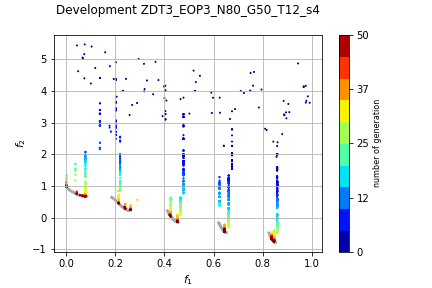 Development ZDT3_EOP3_N80_G50_T12_s4
5
4
3
2
1
0
−1
f₂
0.0 0.2 0.4 0.6 0.8 1.0
f₁
50
37
25
12
0
number of generation